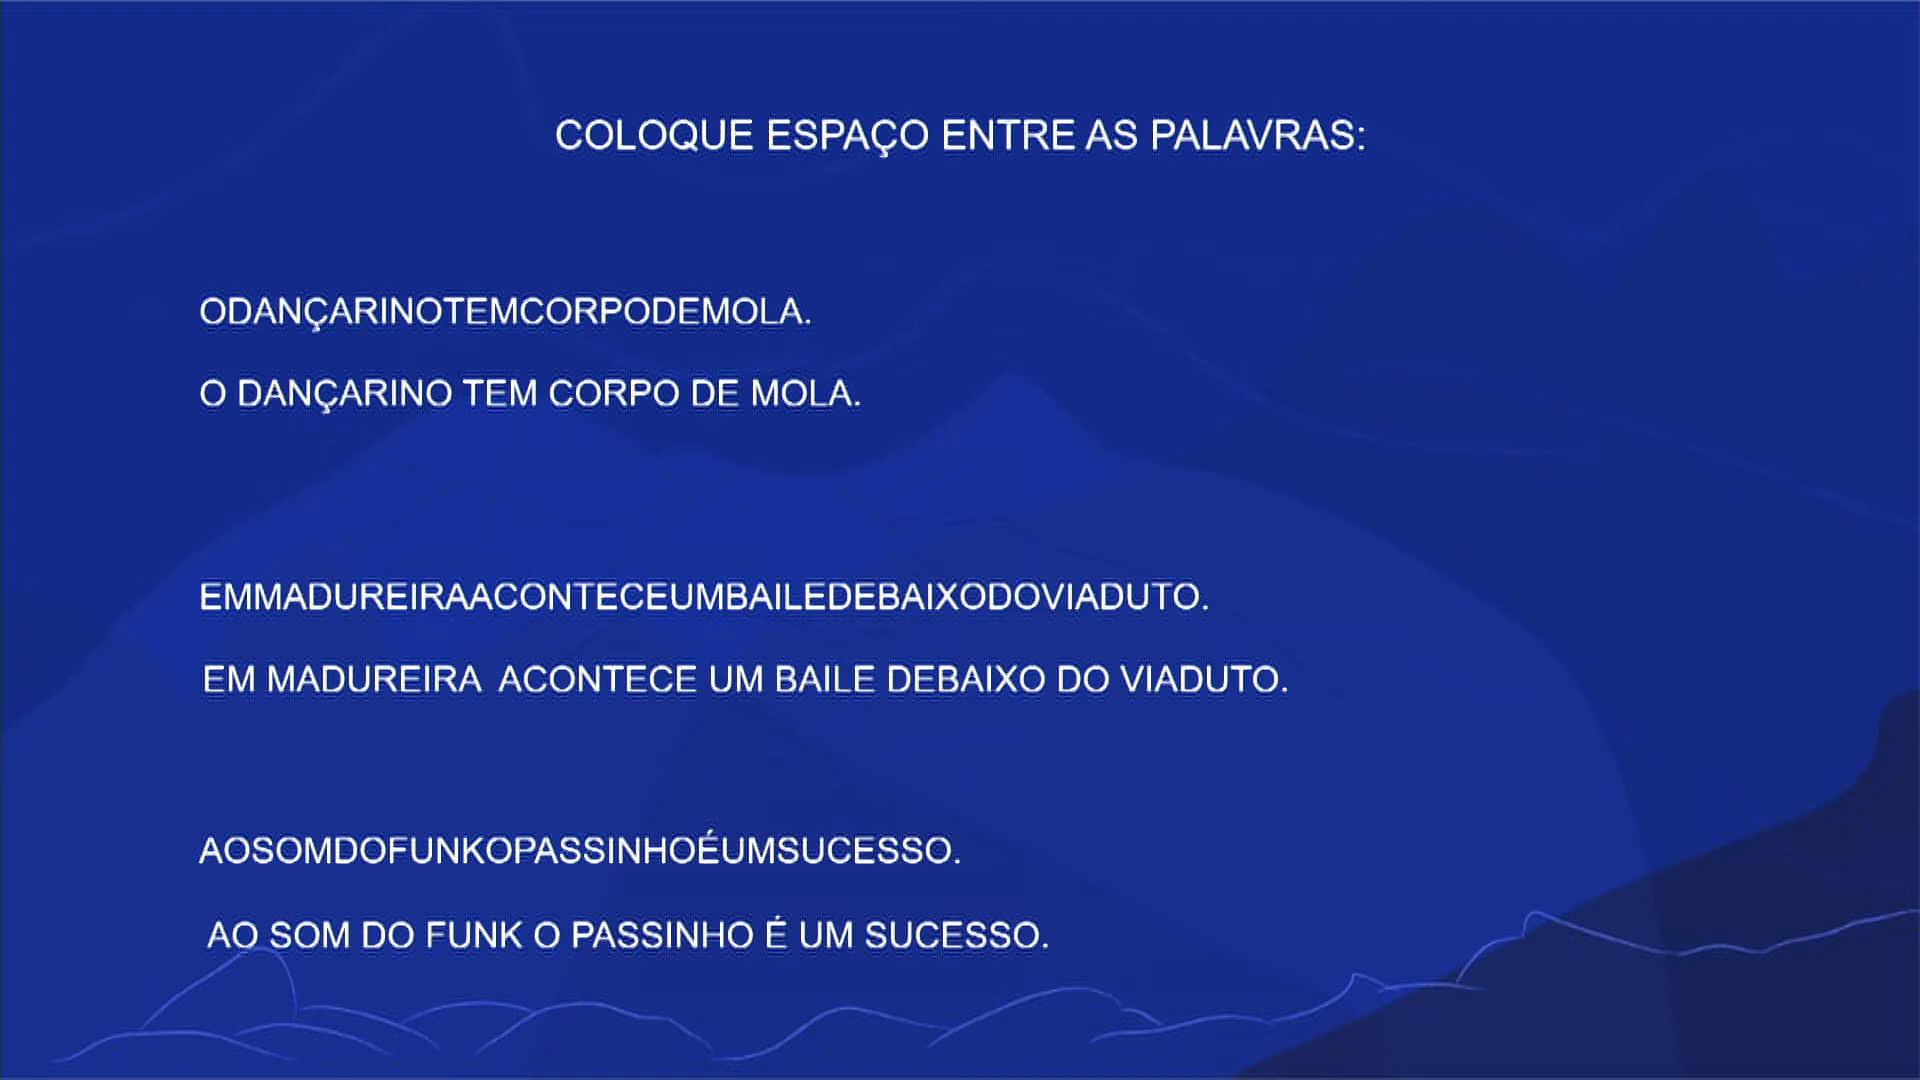 COLOQUE ESPAÇO ENTRE AS PALAVRAS:
ODANÇARINOTEMCORPODEMOLA.
O DANÇARINO TEM CORPO DE MOLA.
EMMADUREIRAACONTECEUMBAILEDEBAIXODOVIADUTO.
EM MADUREIRA  ACONTECE UM BAILE DEBAIXO DO VIADUTO.
AOSOMDOFUNKOPASSINHOÉUMSUCESSO.
AO SOM DO FUNK O PASSINHO É UM SUCESSO.